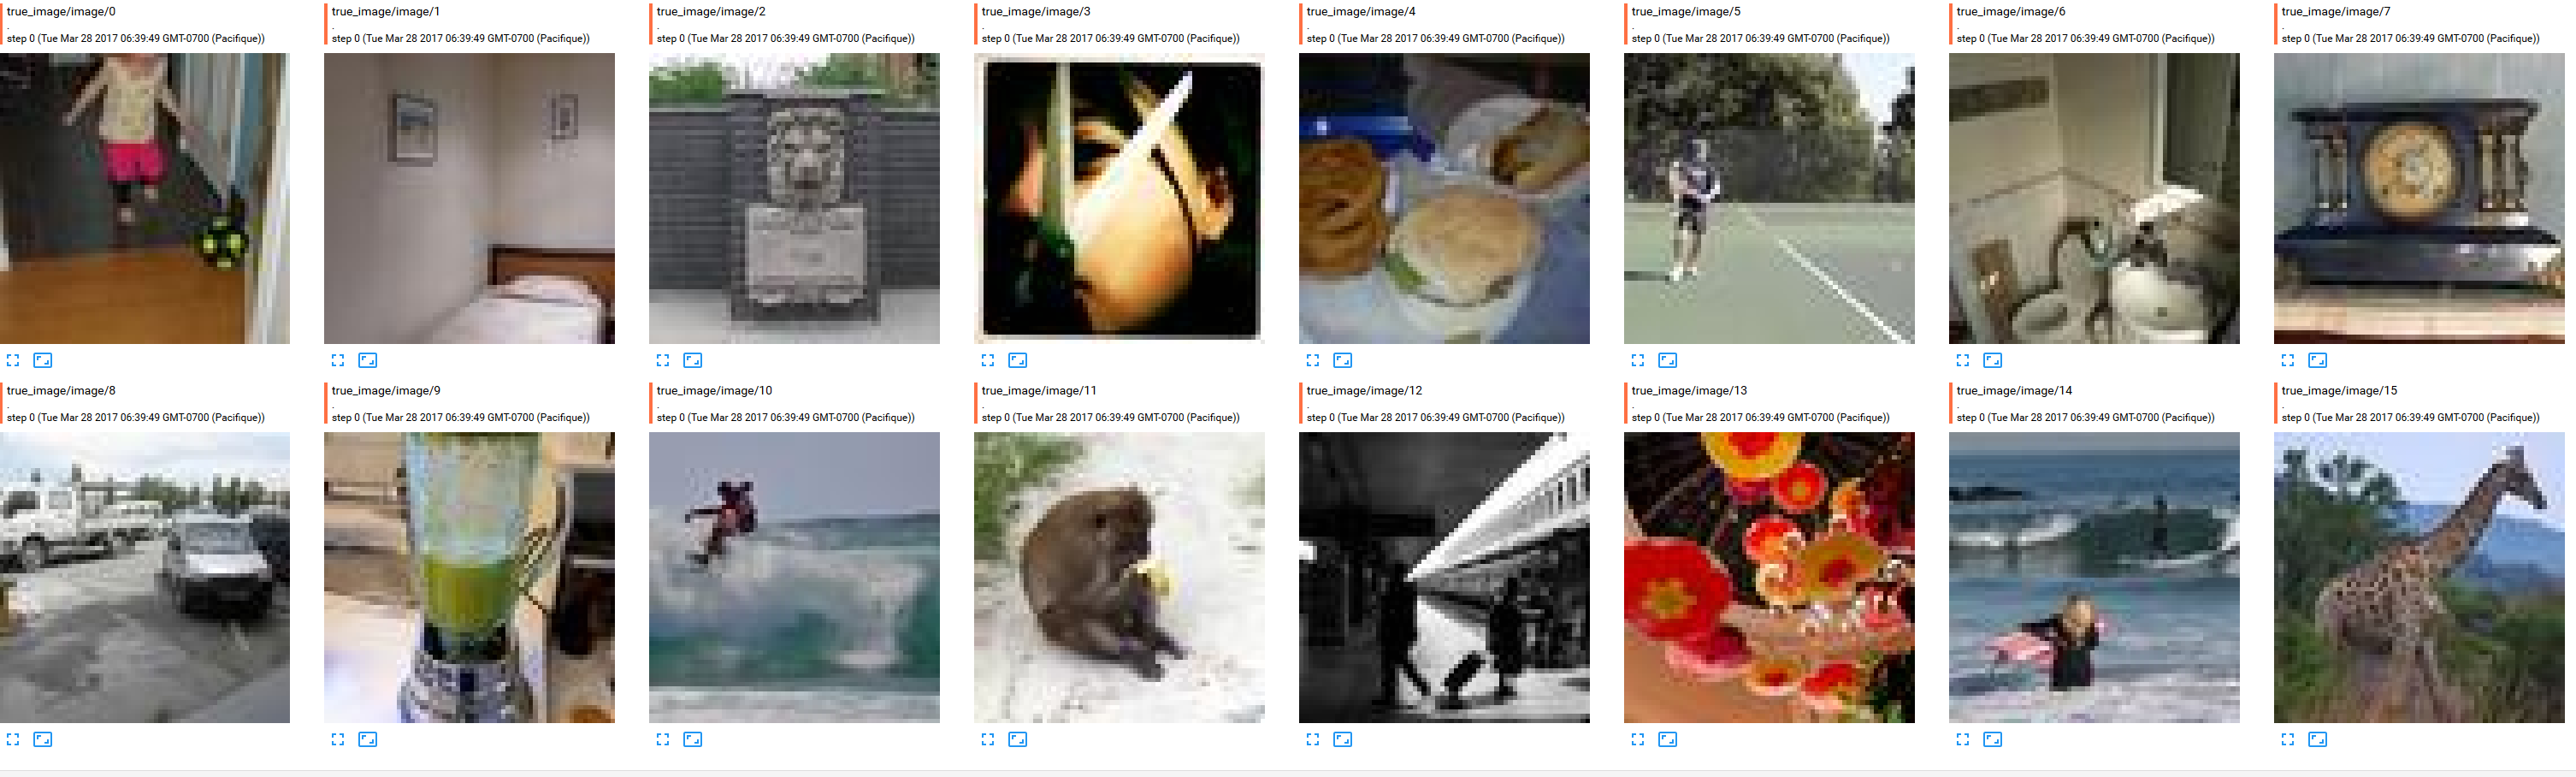 true_image/image/0
.
step 0 (Tue Mar 28 2017 06:39:49 GMT-0700 (Pacifique))
true_image/image/1
.
step 0 (Tue Mar 28 2017 06:39:49 GMT-0700 (Pacifique))
true_image/image/2
.
step 0 (Tue Mar 28 2017 06:39:49 GMT-0700 (Pacifique))
true_image/image/3
.
step 0 (Tue Mar 28 2017 06:39:49 GMT-0700 (Pacifique))
true_image/image/4
.
step 0 (Tue Mar 28 2017 06:39:49 GMT-0700 (Pacifique))
true_image/image/5
.
step 0 (Tue Mar 28 2017 06:39:49 GMT-0700 (Pacifique))
true_image/image/6
.
step 0 (Tue Mar 28 2017 06:39:49 GMT-0700 (Pacifique))
true_image/image/7
.
step 0 (Tue Mar 28 2017 06:39:49 GMT-0700 (Pacifique))
true_image/image/8
.
step 0 (Tue Mar 28 2017 06:39:49 GMT-0700 (Pacifique))
true_image/image/9
.
step 0 (Tue Mar 28 2017 06:39:49 GMT-0700 (Pacifique))
true_image/image/10
.
step 0 (Tue Mar 28 2017 06:39:49 GMT-0700 (Pacifique))
true_image/image/11
.
step 0 (Tue Mar 28 2017 06:39:49 GMT-0700 (Pacifique))
true_image/image/12
.
step 0 (Tue Mar 28 2017 06:39:49 GMT-0700 (Pacifique))
true_image/image/13
.
step 0 (Tue Mar 28 2017 06:39:49 GMT-0700 (Pacifique))
true_image/image/14
.
step 0 (Tue Mar 28 2017 06:39:49 GMT-0700 (Pacifique))
true_image/image/15
.
step 0 (Tue Mar 28 2017 06:39:49 GMT-0700 (Pacifique))